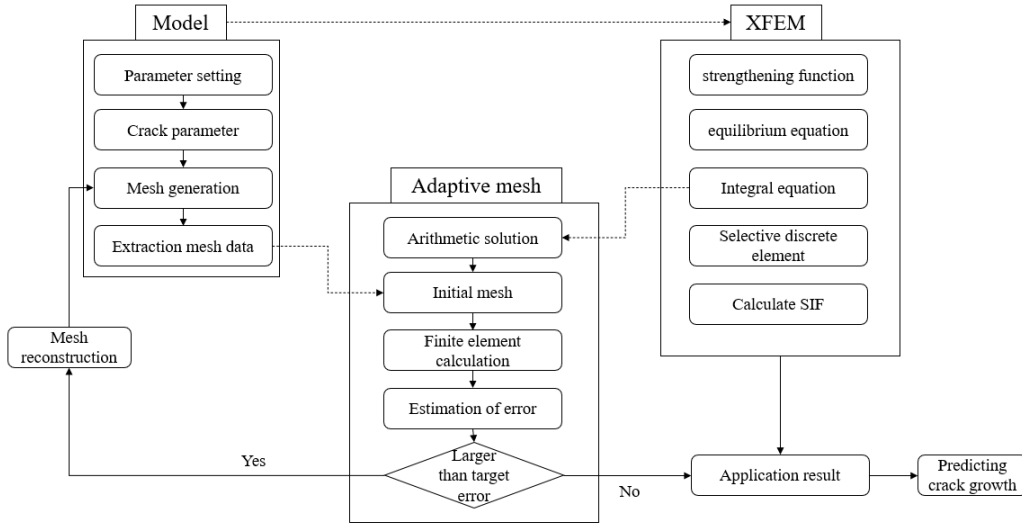 Model
Parameter setting
Crack parameter
Mesh generation
Extraction mesh data
Mesh
reconstruction
Adaptive mesh
Arithmetic solution
Initial mesh
Finite element
calculation
Estimation of error
Larger
than target
error
Yes
No
XFEM
strengthening function
equilibrium equation
Integral equation
Selective discrete
element
Calculate SIF
Application result
Predicting
crack growth